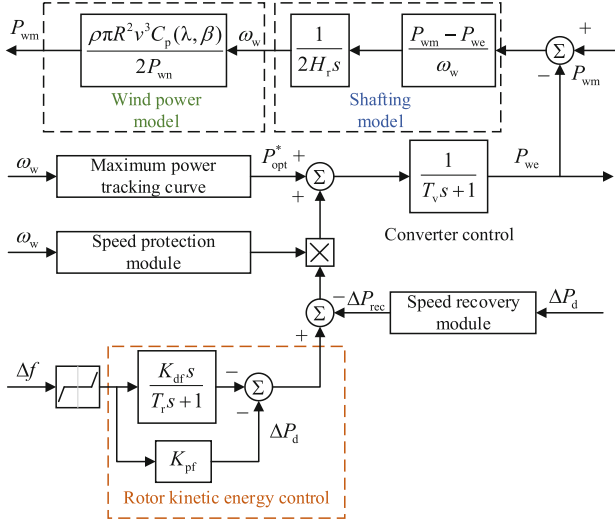 P_wm
ρπR²v³C_p(λ, β)
2P_wn
ω_w
1
2H_r s
P_wm − P_we
ω_w
Σ
+
−
P_wm
Wind power
model
Shafting
model
ω_w
Maximum power
tracking curve
P*_opt
+
Σ
+
1
T_v s + 1
P_we
Converter control
ω_w
Speed protection
module
×
Σ
−
ΔP_rec
+
Speed recovery
module
ΔP_d
Δf
K_df s
T_r s + 1
−
Σ
−
ΔP_d
K_pf
Rotor kinetic energy control